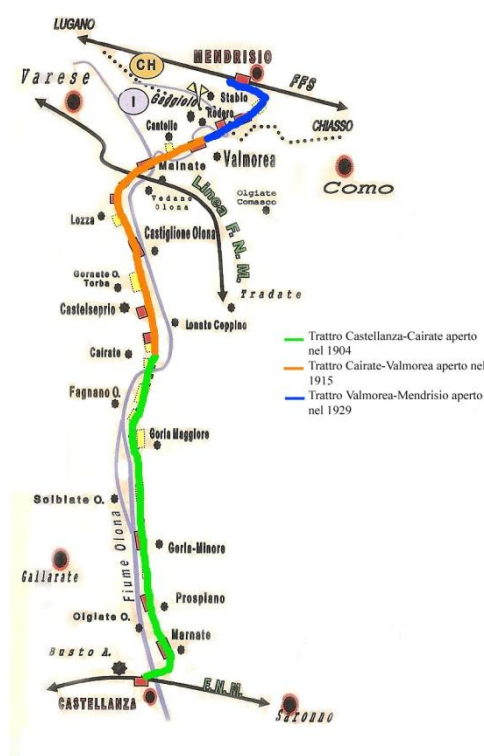 LUGANO
MENDRISIO
CH
FFS
Varese
Gaggiolo
Stabio
I
Rodero
Cantello
CHIASSO
Valmorea
Malnate
Como
Vedano
Olona
Olgiate
Comasco
Linea F. N. M.
Lozza
Castiglione Olona
Gornato O.
Torba
Tradate
Castelseprio
Lonate Ceppino
Cairate
Trattro Castellanza-Cairate aperto
nel 1904
Trattro Cairate-Valmorea aperto nel
1915
Trattro Valmorea-Mendrisio aperto
nel 1929
Fagnano O.
Gorla Maggiore
Solbiate O.
Fiume Olona
Gorla-Minore
Gallarate
Prospiano
Olgiate O.
Marnate
Busto A.
CASTELLANZA
F.N.M.
Saronno